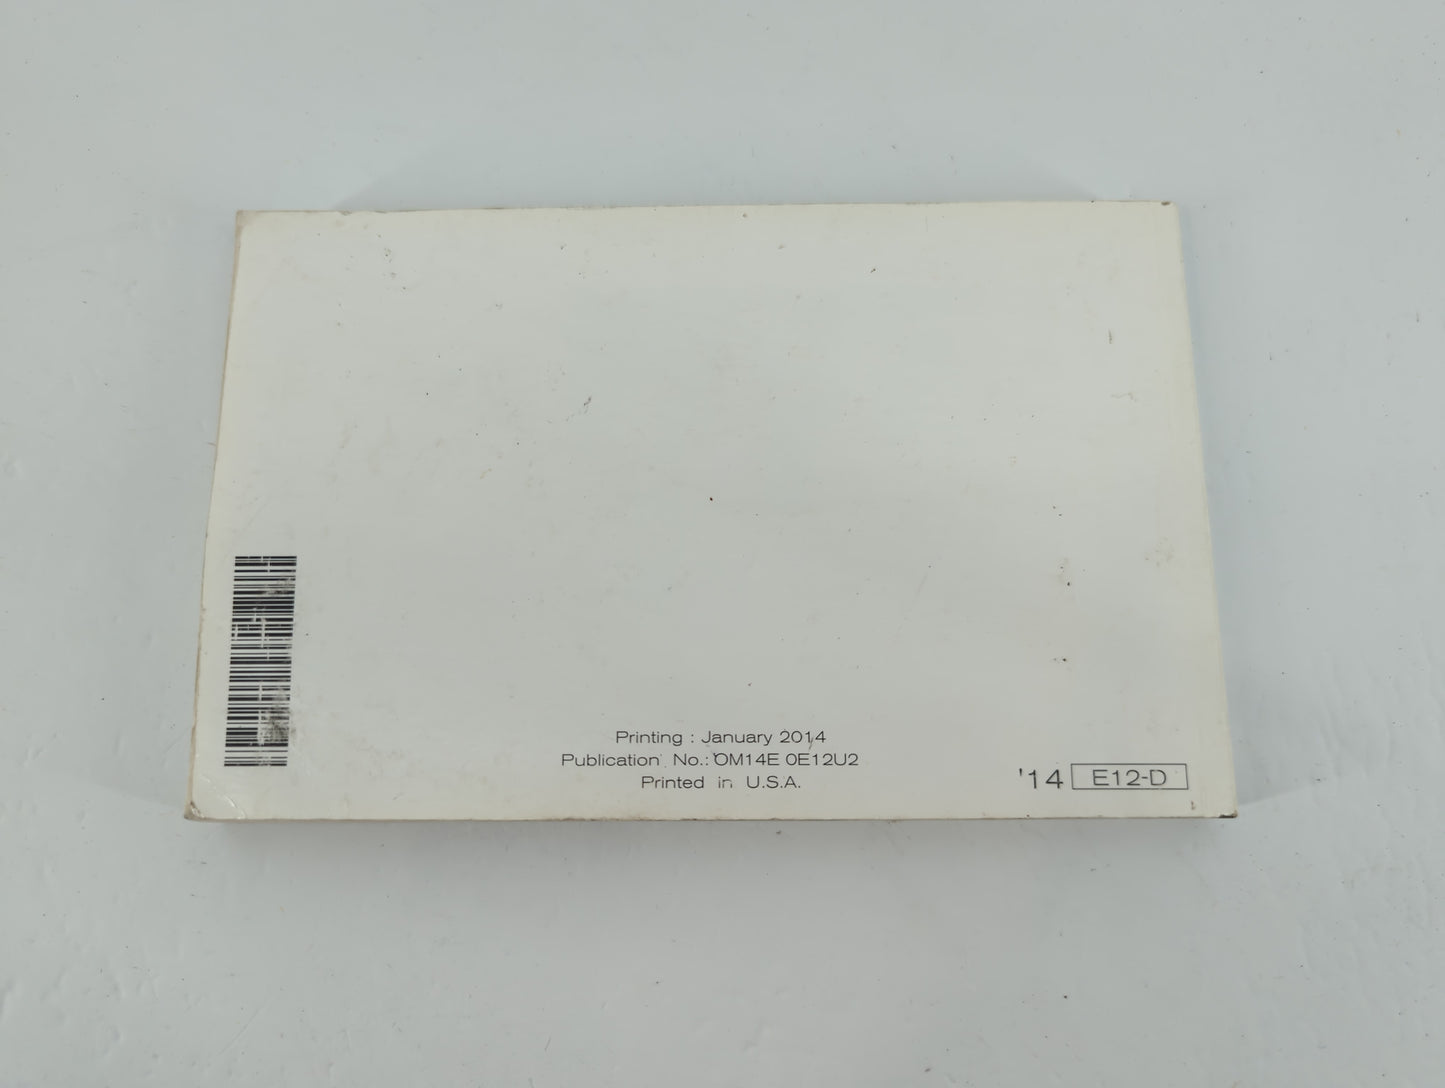 Printing : January 2014
Publication No.: OM14E 0E12U2
Printed in U.S.A.
'14 E12-D